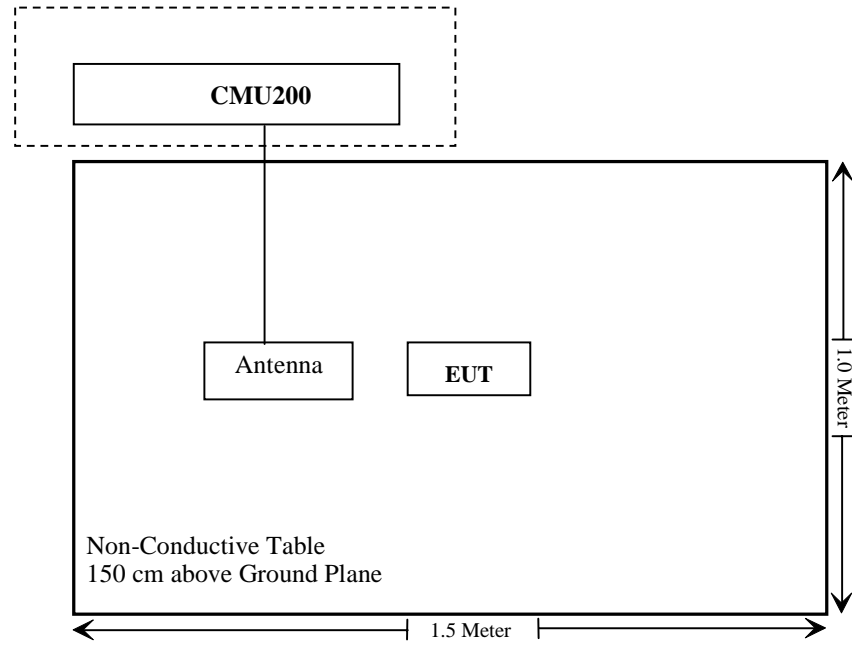 CMU200
Antenna
EUT
1.0 Meter
Non-Conductive Table
150 cm above Ground Plane
1.5 Meter